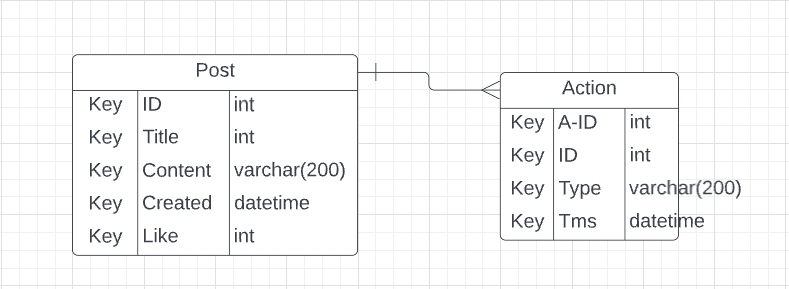 Post
Key ID int
Key Title int
Key Content varchar(200)
Key Created datetime
Key Like int
Action
Key A-ID int
Key ID int
Key Type varchar(200)
Key Tms datetime